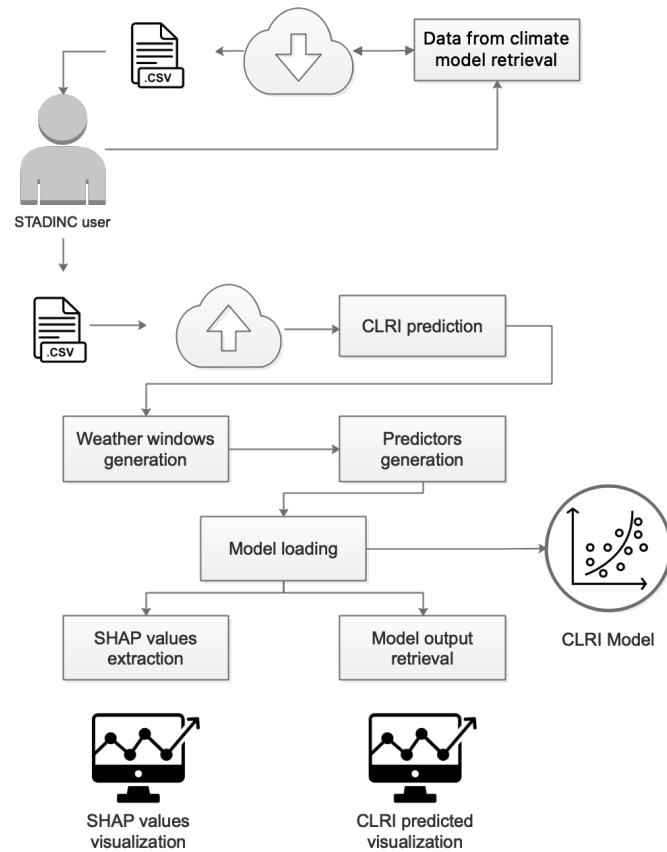 .CSV
Data from climate
model retrieval
STADINC user
.CSV
CLRI prediction
Weather windows
generation
Predictors
generation
Model loading
CLRI Model
SHAP values
extraction
Model output
retrieval
SHAP values
visualization
CLRI predicted
visualization